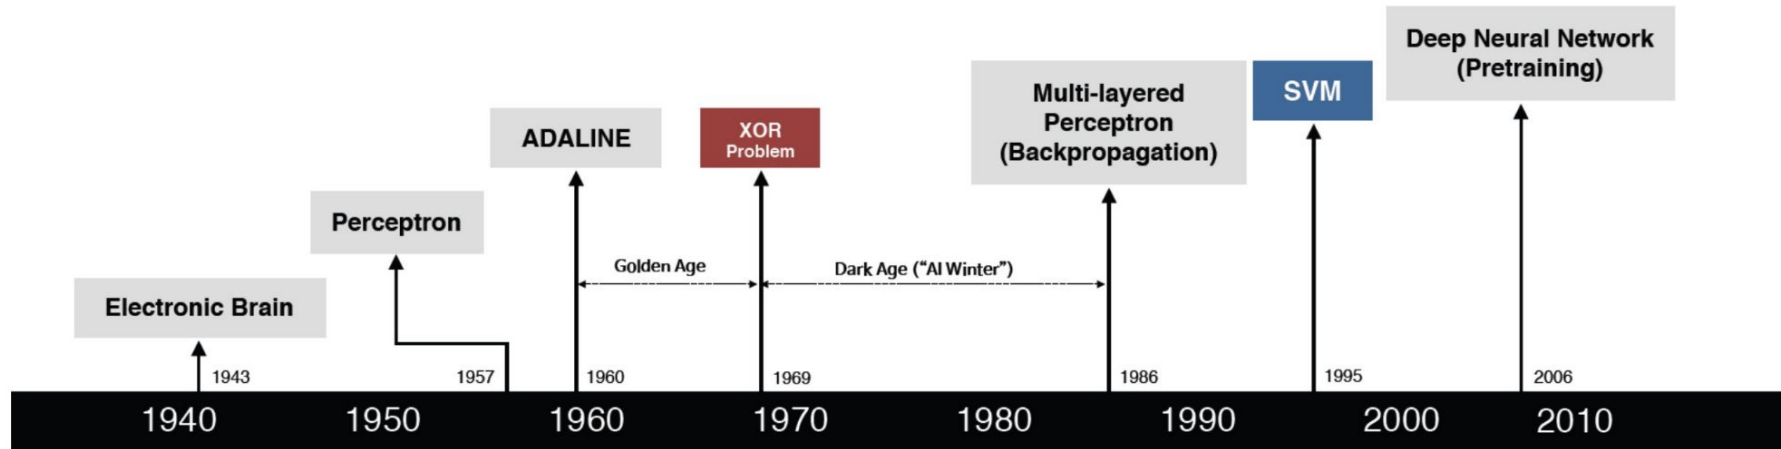 Deep Neural Network
(Pretraining)
Multi-layered
Perceptron
(Backpropagation)
SVM
ADALINE
XOR
Problem
Perceptron
Golden Age
Dark Age ("AI Winter")
Electronic Brain
1943
1957
1960
1969
1986
1995
2006
1940
1950
1960
1970
1980
1990
2000
2010